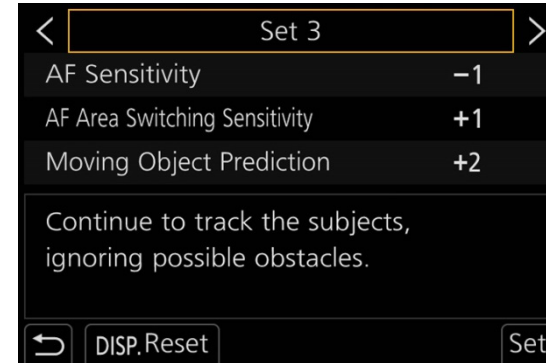 Set 3
AF Sensitivity −1
AF Area Switching Sensitivity +1
Moving Object Prediction +2
Continue to track the subjects,
ignoring possible obstacles.
DISP. Reset Set